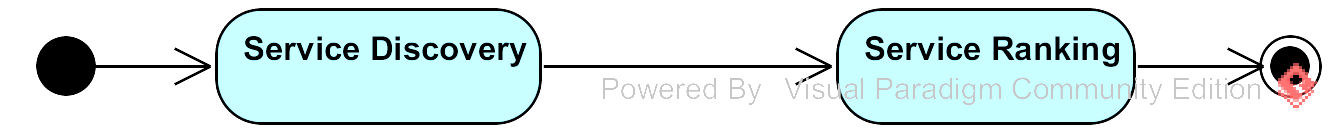 Service Discovery
Service Ranking
Powered By Visual Paradigm Community Edition